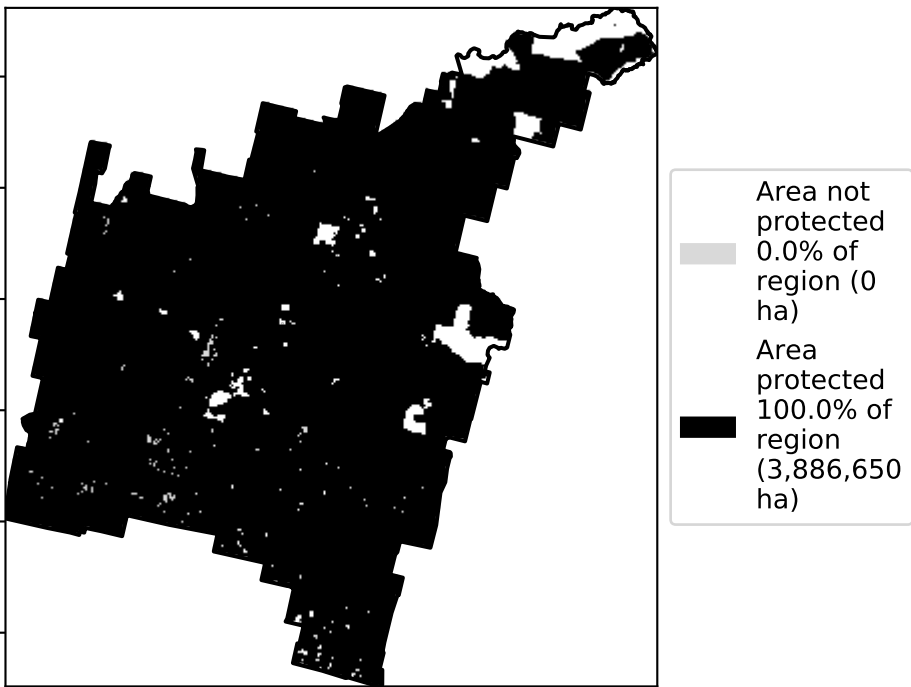 Area not
protected
0.0% of
region (0
ha)
Area
protected
100.0% of
region
(3,886,650
ha)